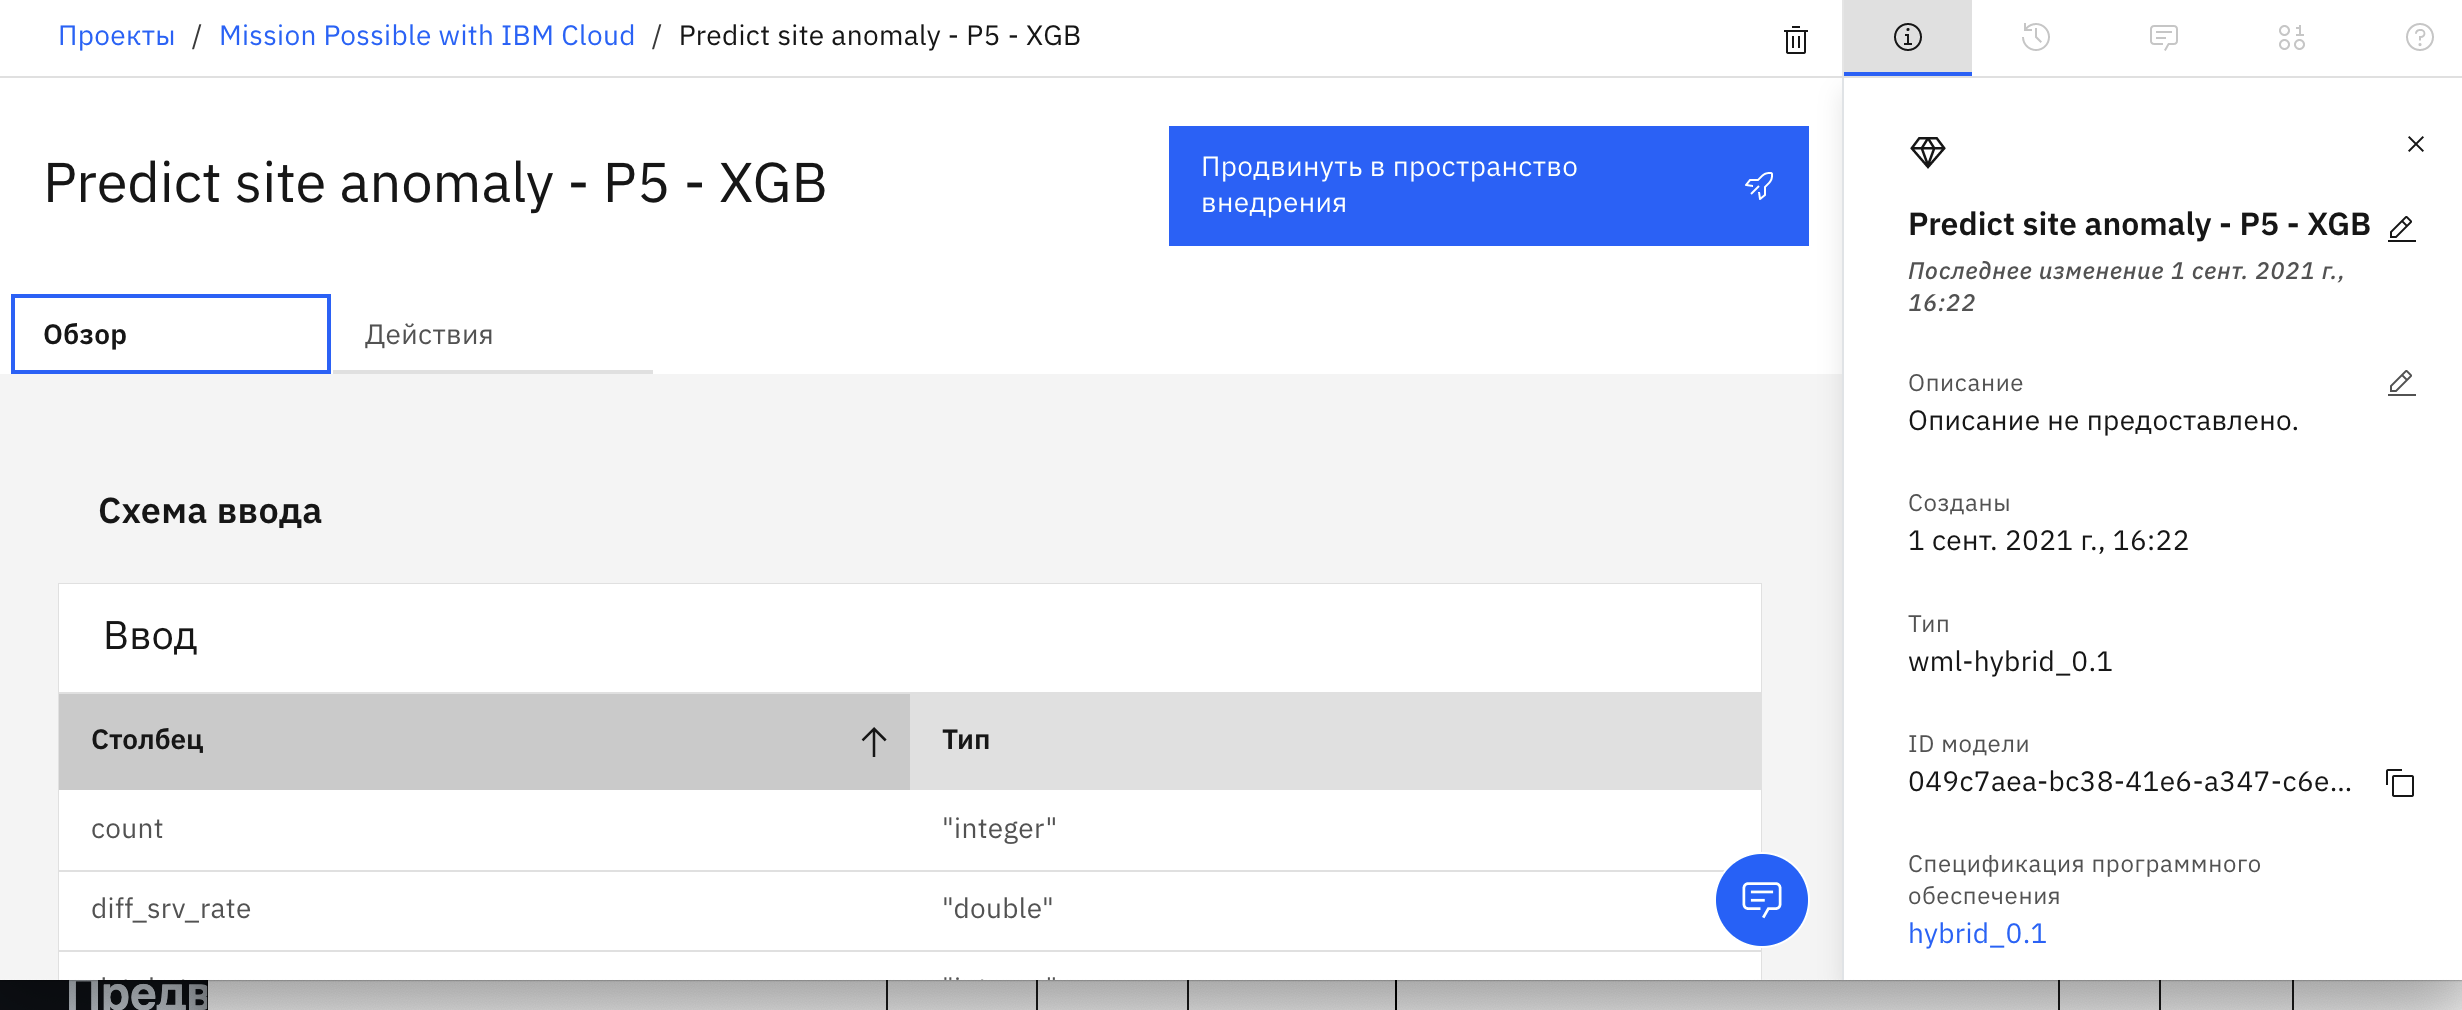 Проекты / Mission Possible with IBM Cloud / Predict site anomaly - P5 - XGB
Predict site anomaly - P5 - XGB
Продвинуть в пространство
внедрения
Обзор
Действия
Схема ввода
Ввод
Столбец
Тип
count
"integer"
diff_srv_rate
"double"
Predict site anomaly - P5 - XGB
Последнее изменение 1 сент. 2021 г.,
16:22
Описание
Описание не предоставлено.
Созданы
1 сент. 2021 г., 16:22
Тип
wml-hybrid_0.1
ID модели
049c7aea-bc38-41e6-a347-c6e...
Спецификация программного
обеспечения
hybrid_0.1